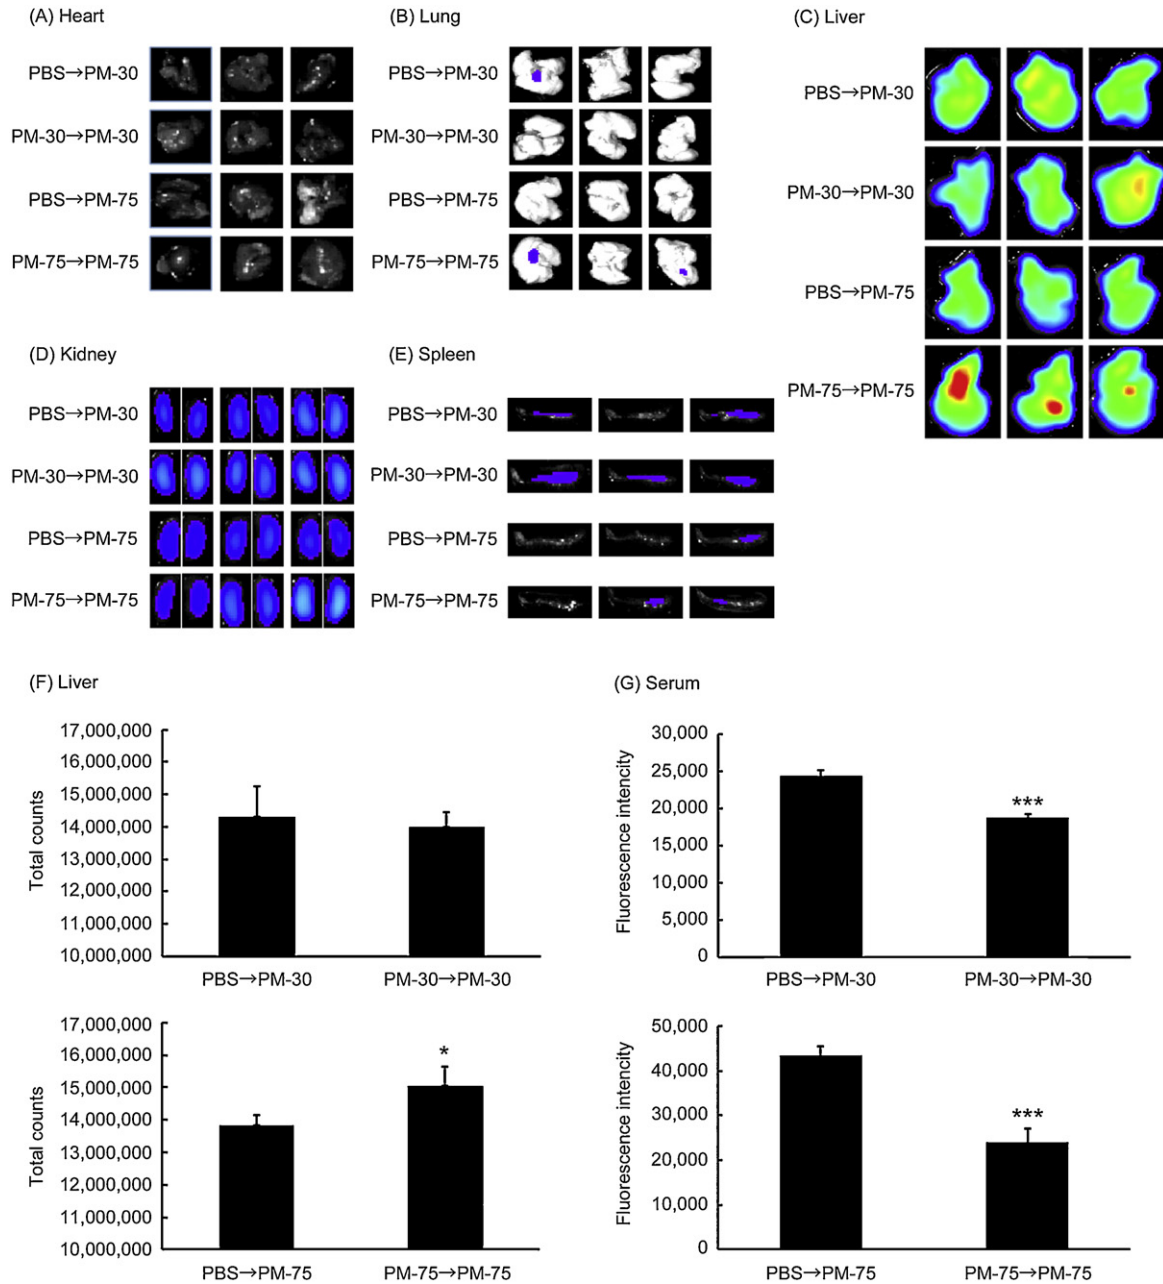 (A) Heart
PBS→PM-30
PM-30→PM-30
PBS→PM-75
PM-75→PM-75
(B) Lung
PBS→PM-30
PM-30→PM-30
PBS→PM-75
PM-75→PM-75
(C) Liver
PBS→PM-30
PM-30→PM-30
PBS→PM-75
PM-75→PM-75
(D) Kidney
PBS→PM-30
PM-30→PM-30
PBS→PM-75
PM-75→PM-75
(E) Spleen
PBS→PM-30
PM-30→PM-30
PBS→PM-75
PM-75→PM-75
(F) Liver
Total counts
17,000,000
16,000,000
15,000,000
14,000,000
13,000,000
12,000,000
11,000,000
10,000,000
PBS→PM-30
PM-30→PM-30
Total counts
17,000,000
16,000,000
15,000,000
14,000,000
13,000,000
12,000,000
11,000,000
10,000,000
*
PBS→PM-75
PM-75→PM-75
(G) Serum
Fluorescence intencity
30,000
25,000
20,000
15,000
10,000
5,000
0
***
PBS→PM-30
PM-30→PM-30
Fluorescence intencity
50,000
40,000
30,000
20,000
10,000
0
***
PBS→PM-75
PM-75→PM-75